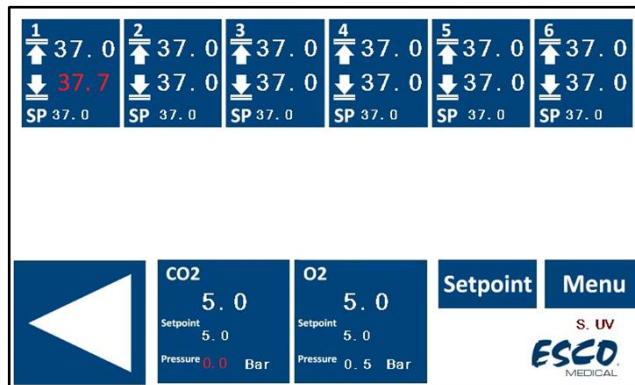 1 2 3 4 5 6
37.0 37.0 37.0 37.0 37.0 37.0
37.7 37.0 37.0 37.0 37.0 37.0
SP 37.0 SP 37.0 SP 37.0 SP 37.0 SP 37.0 SP 37.0
CO2
5.0
Setpoint
5.0
Pressure 0.0 Bar
O2
5.0
Setpoint
5.0
Pressure 0.5 Bar
Setpoint
Menu
S. UV
ESCO
MEDICAL